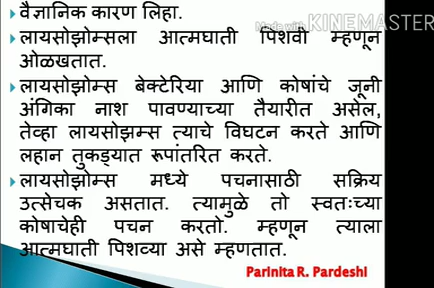 वैज्ञानिक कारण लिहा.
Made with KINEMASTER
लायसोझोम्सला आत्मघाती पिशवी म्हणून
ओळखतात.
लायसोझोम्स बेक्टेरिया आणि कोषांचे जूनी
अंगिका नाश पावण्याच्या तैयारीत असेल,
तेव्हा लायसोझम्स त्याचे विघटन करते आणि
लहान तुकड्यात रूपांतरित करते.
लायसोझोम्स मध्ये पचनासाठी सक्रिय
उत्सेचक असतात. त्यामुळे तो स्वतःच्या
कोषाचेही पचन करतो. म्हणून त्याला
आत्मघाती पिशव्या असे म्हणतात.
Parinita R. Pardeshi